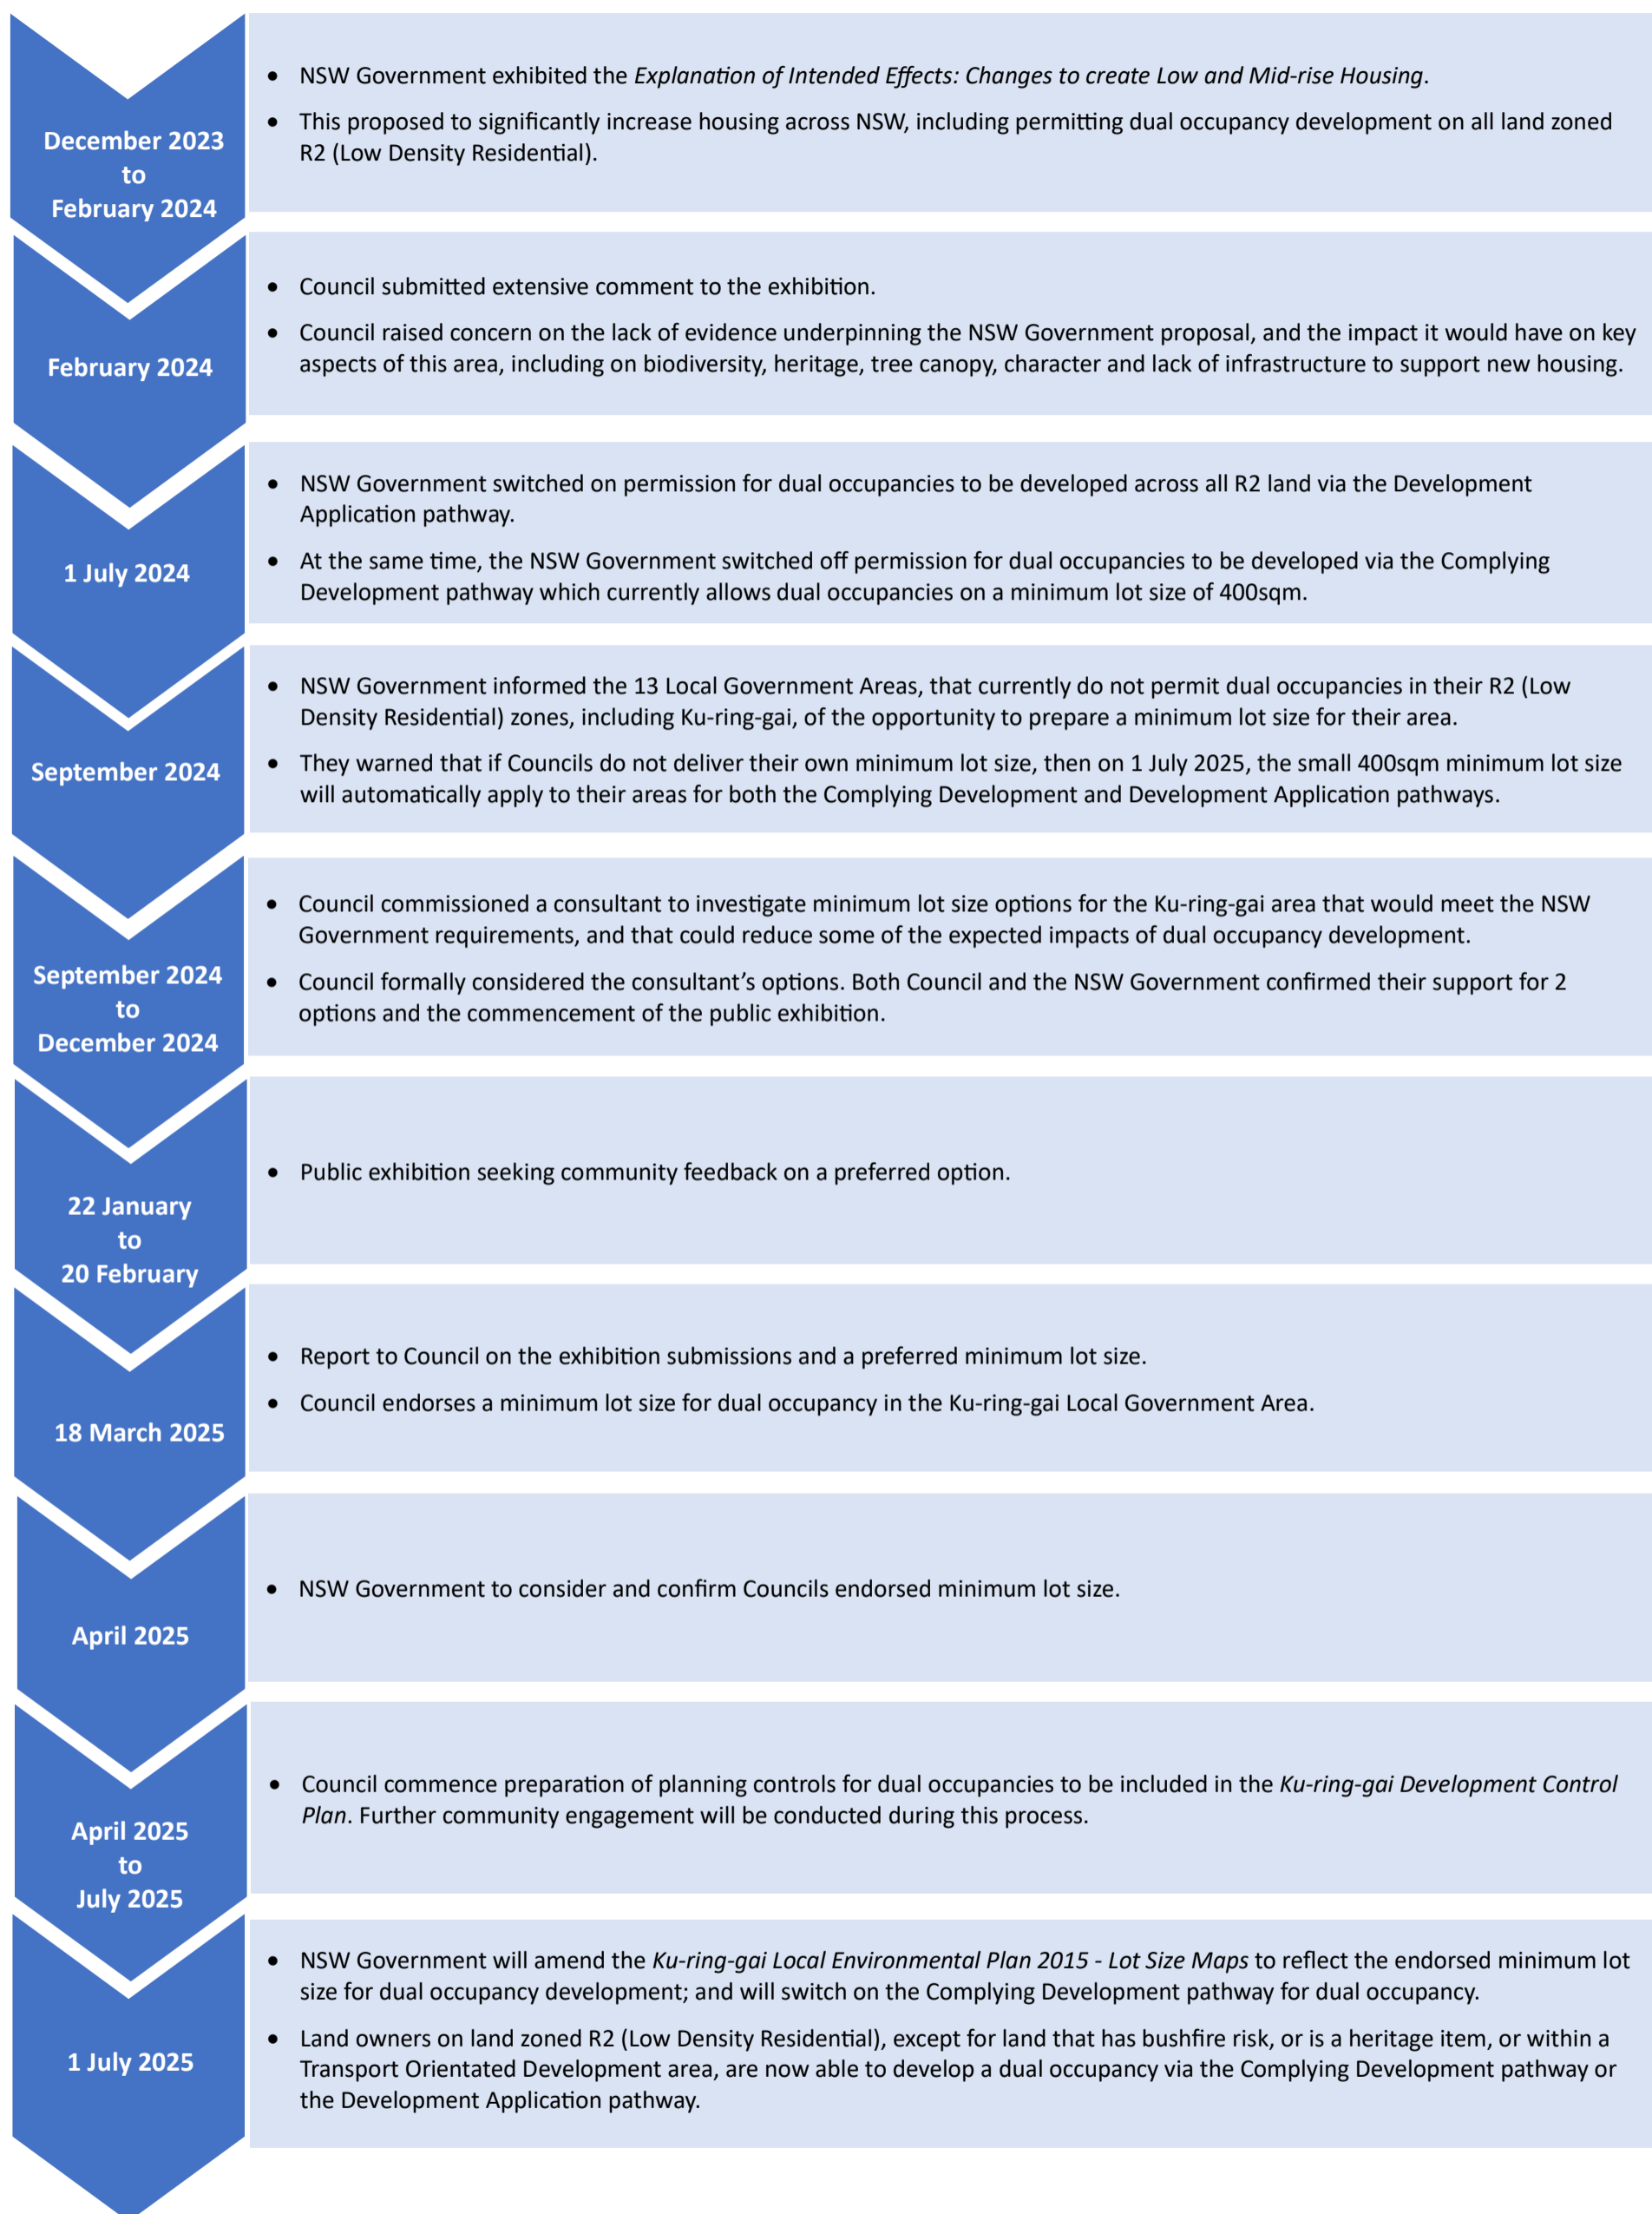 December 2023
to
February 2024
• NSW Government exhibited the Explanation of Intended Effects: Changes to create Low and Mid-rise Housing.
• This proposed to significantly increase housing across NSW, including permitting dual occupancy development on all land zoned
R2 (Low Density Residential).
February 2024
• Council submitted extensive comment to the exhibition.
• Council raised concern on the lack of evidence underpinning the NSW Government proposal, and the impact it would have on key
aspects of this area, including on biodiversity, heritage, tree canopy, character and lack of infrastructure to support new housing.
1 July 2024
• NSW Government switched on permission for dual occupancies to be developed across all R2 land via the Development
Application pathway.
• At the same time, the NSW Government switched off permission for dual occupancies to be developed via the Complying
Development pathway which currently allows dual occupancies on a minimum lot size of 400sqm.
September 2024
• NSW Government informed the 13 Local Government Areas, that currently do not permit dual occupancies in their R2 (Low
Density Residential) zones, including Ku-ring-gai, of the opportunity to prepare a minimum lot size for their area.
• They warned that if Councils do not deliver their own minimum lot size, then on 1 July 2025, the small 400sqm minimum lot size
will automatically apply to their areas for both the Complying Development and Development Application pathways.
September 2024
to
December 2024
• Council commissioned a consultant to investigate minimum lot size options for the Ku-ring-gai area that would meet the NSW
Government requirements, and that could reduce some of the expected impacts of dual occupancy development.
• Council formally considered the consultant’s options. Both Council and the NSW Government confirmed their support for 2
options and the commencement of the public exhibition.
22 January
to
20 February
• Public exhibition seeking community feedback on a preferred option.
18 March 2025
• Report to Council on the exhibition submissions and a preferred minimum lot size.
• Council endorses a minimum lot size for dual occupancy in the Ku-ring-gai Local Government Area.
April 2025
• NSW Government to consider and confirm Councils endorsed minimum lot size.
April 2025
to
July 2025
• Council commence preparation of planning controls for dual occupancies to be included in the Ku-ring-gai Development Control
Plan. Further community engagement will be conducted during this process.
1 July 2025
• NSW Government will amend the Ku-ring-gai Local Environmental Plan 2015 - Lot Size Maps to reflect the endorsed minimum lot
size for dual occupancy development; and will switch on the Complying Development pathway for dual occupancy.
• Land owners on land zoned R2 (Low Density Residential), except for land that has bushfire risk, or is a heritage item, or within a
Transport Orientated Development area, are now able to develop a dual occupancy via the Complying Development pathway or
the Development Application pathway.